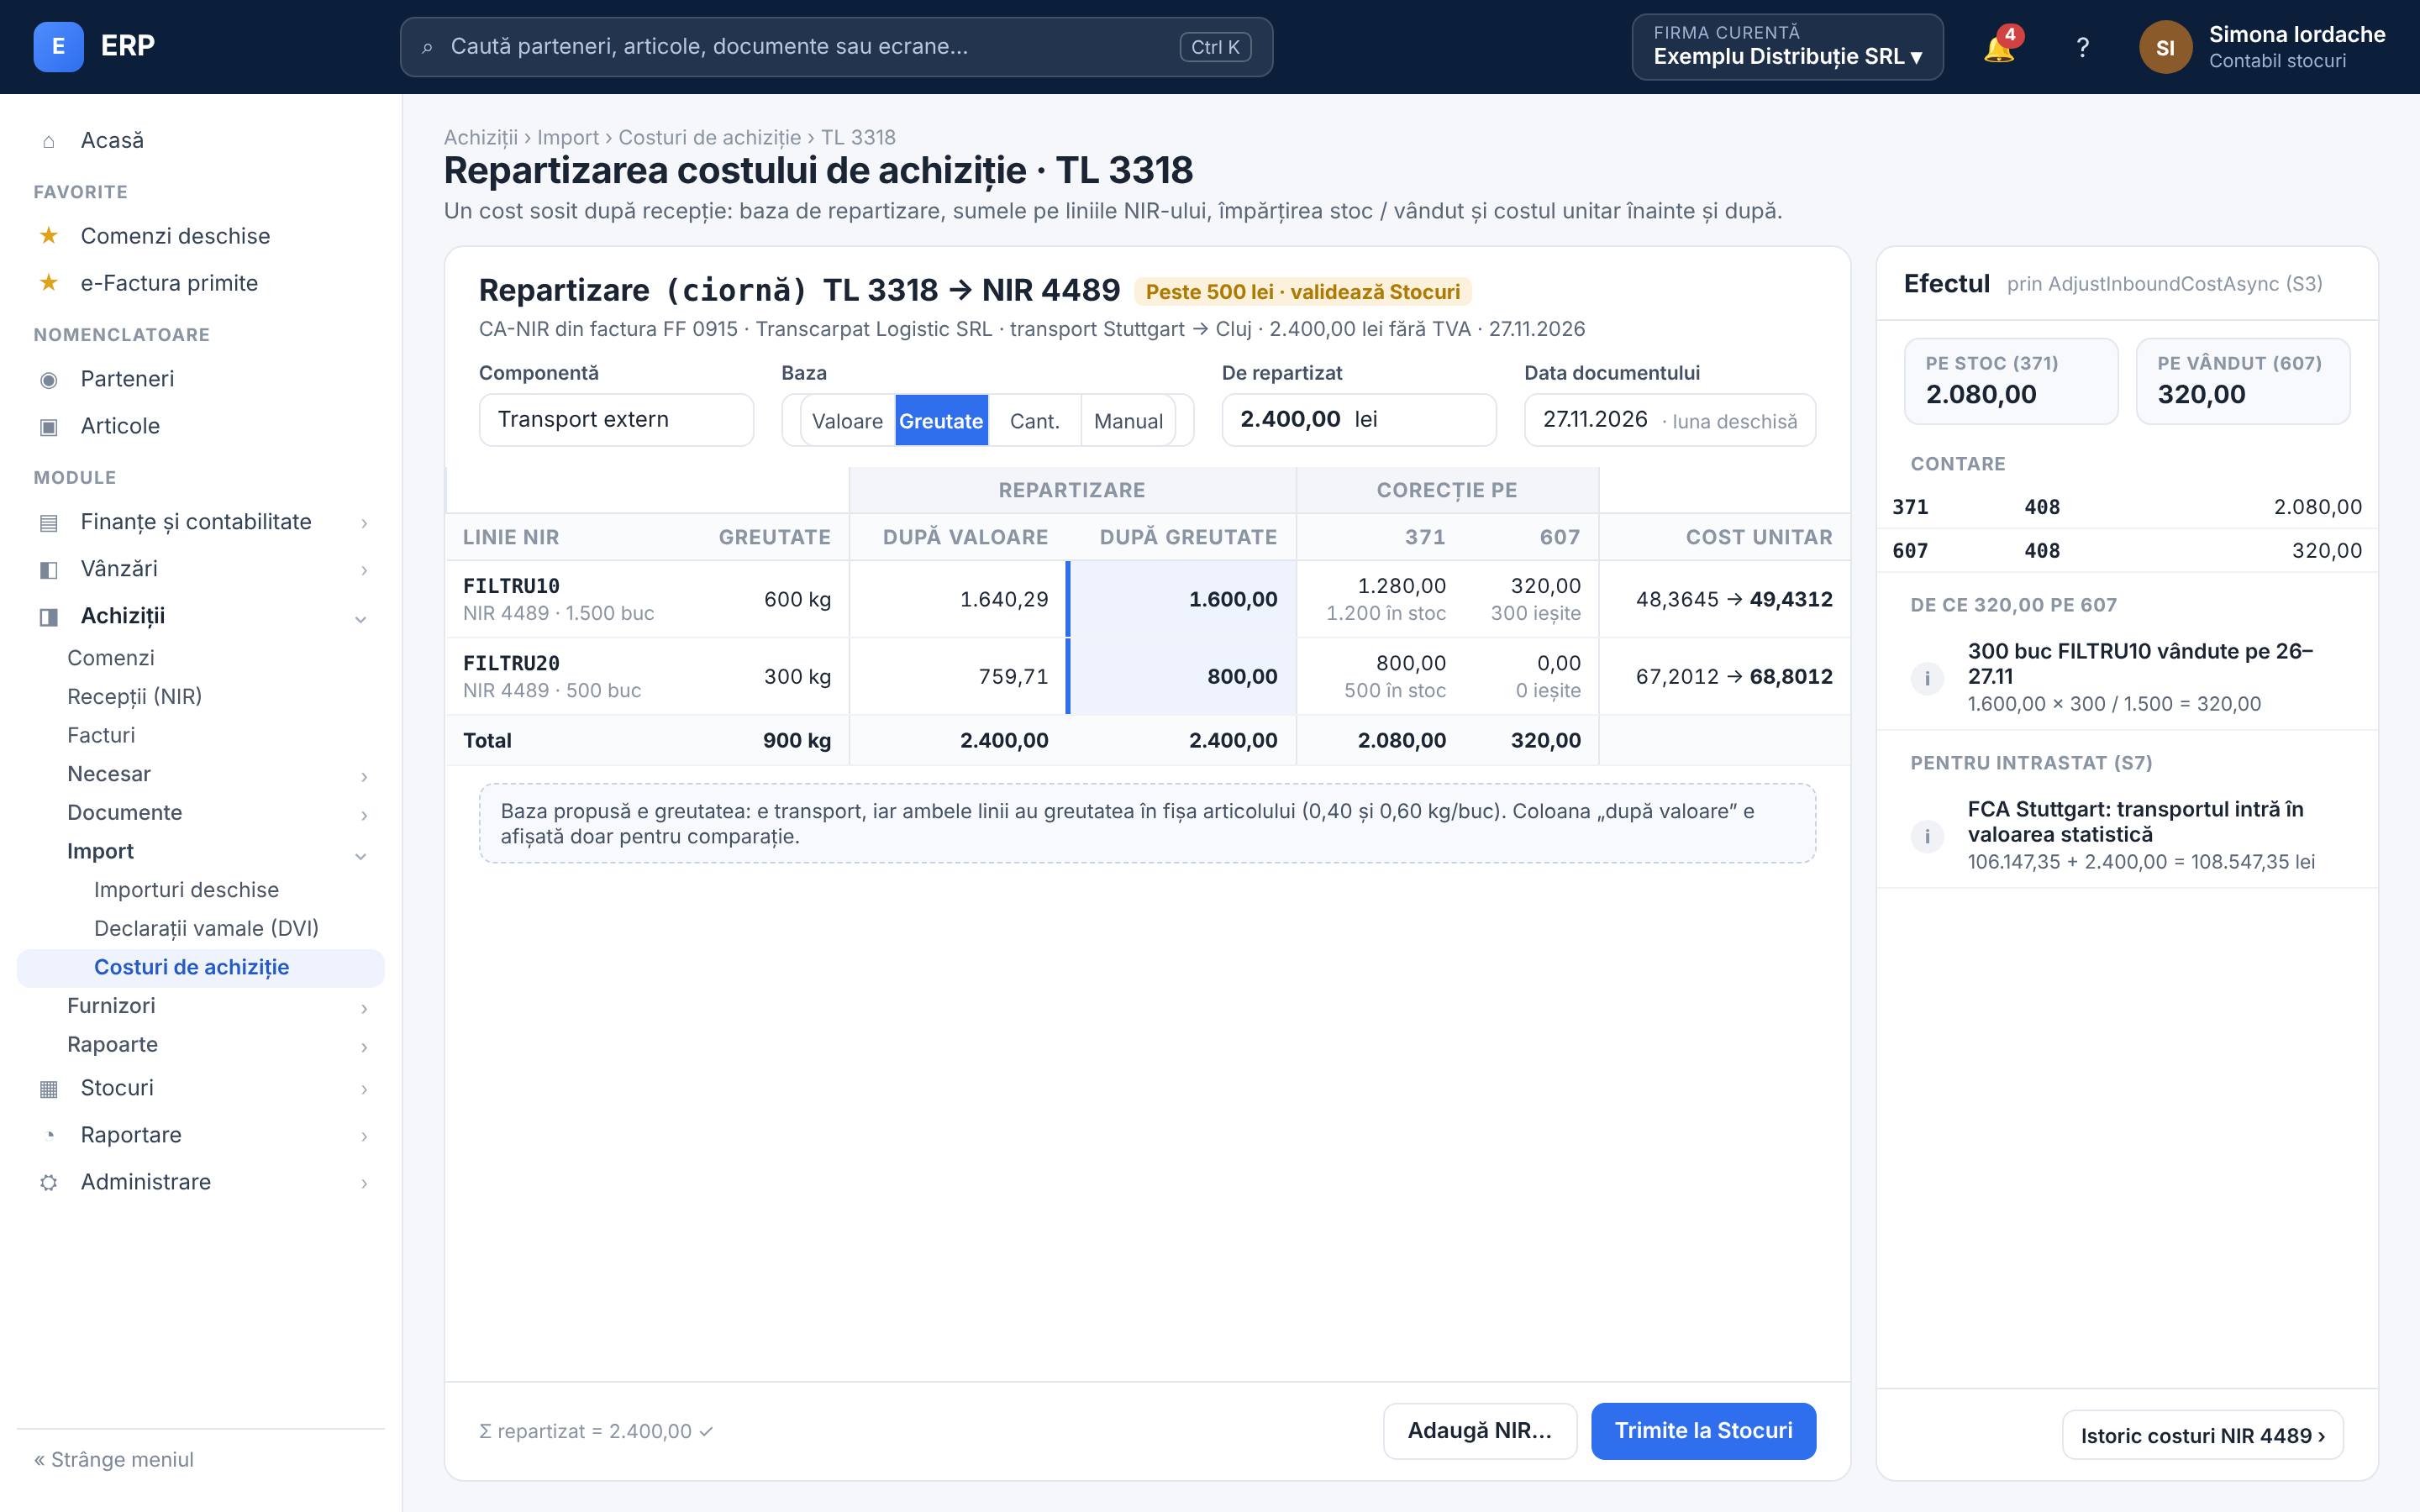 E ERP
Caută parteneri, articole, documente sau ecrane... Ctrl K
FIRMA CURENTĂ
Exemplu Distribuție SRL ▾
4
?
SI
Simona Iordache
Contabil stocuri
Acasă
FAVORITE
Comenzi deschise
e-Factura primite
NOMENCLATOARE
Parteneri
Articole
MODULE
Finanțe și contabilitate
Vânzări
Achiziții
Comenzi
Recepții (NIR)
Facturi
Necesar
Documente
Import
Importuri deschise
Declarații vamale (DVI)
Costuri de achiziție
Furnizori
Rapoarte
Stocuri
Raportare
Administrare
« Strânge meniul
Achiziții › Import › Costuri de achiziție › TL 3318
Repartizarea costului de achiziție · TL 3318
Un cost sosit după recepție: baza de repartizare, sumele pe liniile NIR-ului, împărțirea stoc / vândut și costul unitar înainte și după.
Repartizare (ciornă) TL 3318 → NIR 4489 Peste 500 lei · validează Stocuri
CA-NIR din factura FF 0915 · Transcarpat Logistic SRL · transport Stuttgart → Cluj · 2.400,00 lei fără TVA · 27.11.2026
Componentă Baza De repartizat Data documentului
Transport extern Valoare Greutate Cant. Manual 2.400,00 lei 27.11.2026 · luna deschisă
REPARTIZARE CORECȚIE PE
LINIE NIR GREUTATE DUPĂ VALOARE DUPĂ GREUTATE 371 607 COST UNITAR
FILTRU10 600 kg 1.640,29 1.600,00 1.280,00 320,00 48,3645 → 49,4312
NIR 4489 · 1.500 buc 1.200 în stoc 300 ieșite
FILTRU20 300 kg 759,71 800,00 800,00 0,00 67,2012 → 68,8012
NIR 4489 · 500 buc 500 în stoc 0 ieșite
Total 900 kg 2.400,00 2.400,00 2.080,00 320,00
Baza propusă e greutatea: e transport, iar ambele linii au greutatea în fișa articolului (0,40 și 0,60 kg/buc). Coloana „după valoare” e
afișată doar pentru comparație.
Σ repartizat = 2.400,00 ✓
Adaugă NIR... Trimite la Stocuri
Efectul prin AdjustInboundCostAsync (S3)
PE STOC (371) PE VÂNDUT (607)
2.080,00 320,00
CONTARE
371 408 2.080,00
607 408 320,00
DE CE 320,00 PE 607
i
300 buc FILTRU10 vândute pe 26–
27.11
1.600,00 × 300 / 1.500 = 320,00
PENTRU INTRASTAT (S7)
i
FCA Stuttgart: transportul intră în
valoarea statistică
106.147,35 + 2.400,00 = 108.547,35 lei
Istoric costuri NIR 4489 ›